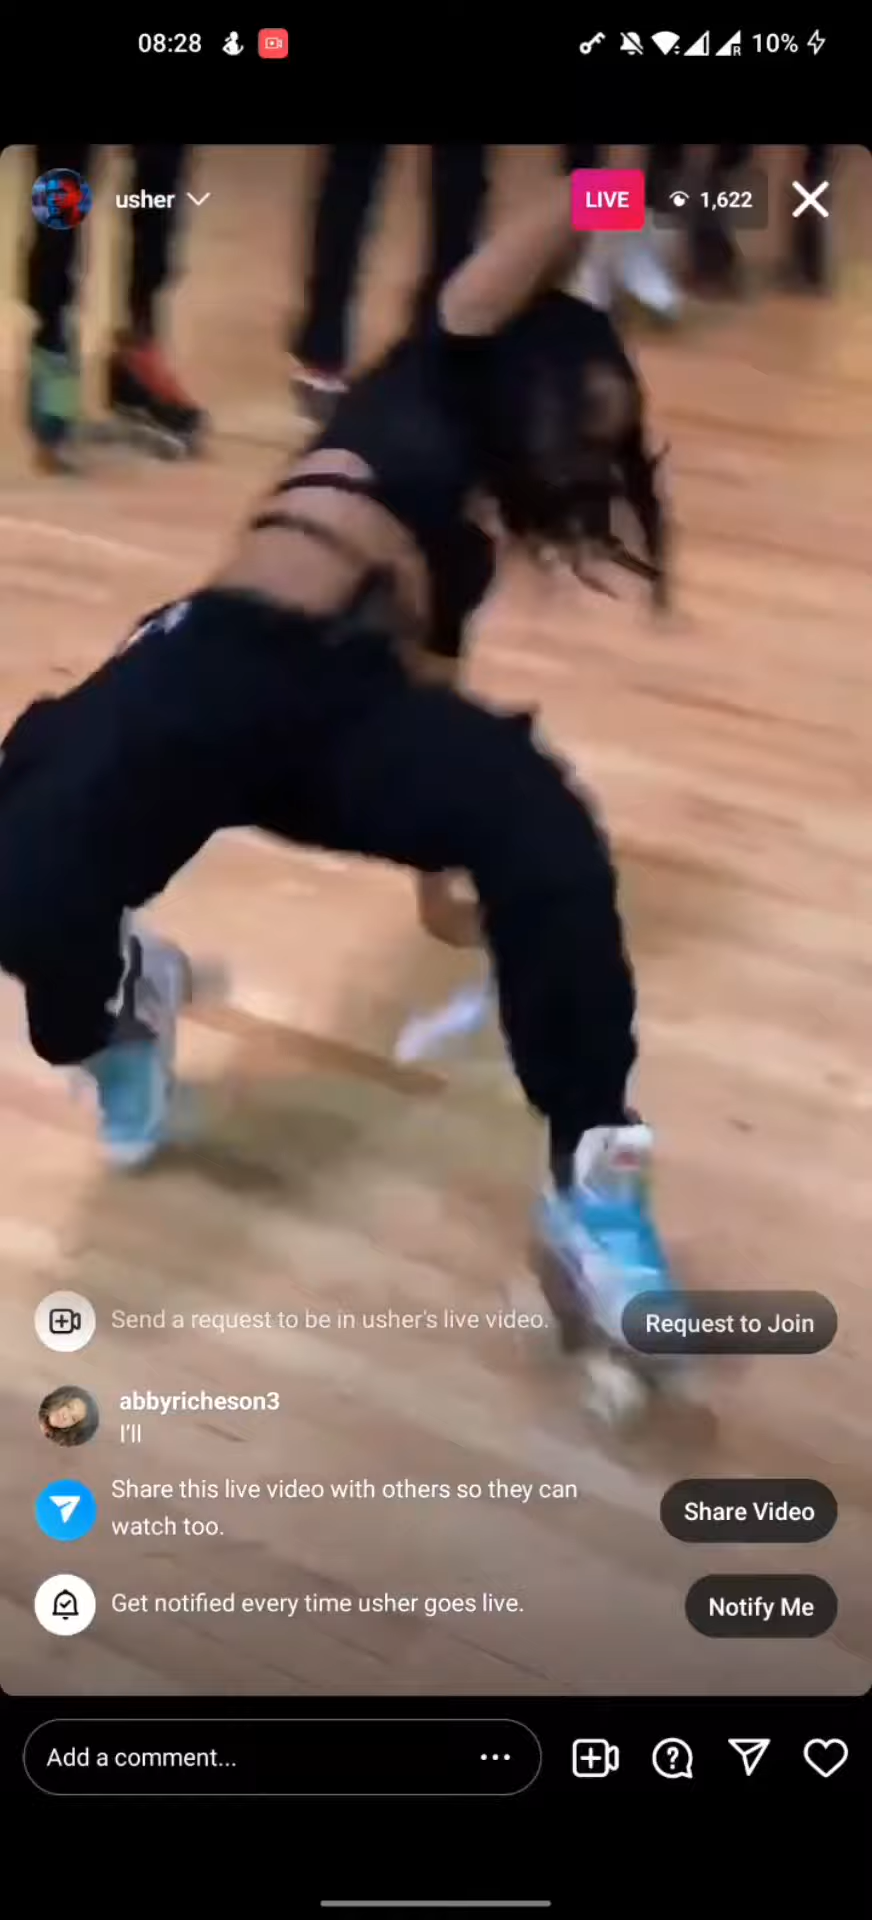 08:28
R 10%
usher
LIVE
1,622
Send a request to be in usher's live video.
Request to Join
abbyricheson3
I'll
Share this live video with others so they can
watch too.
Share Video
Get notified every time usher goes live.
Notify Me
Add a comment...